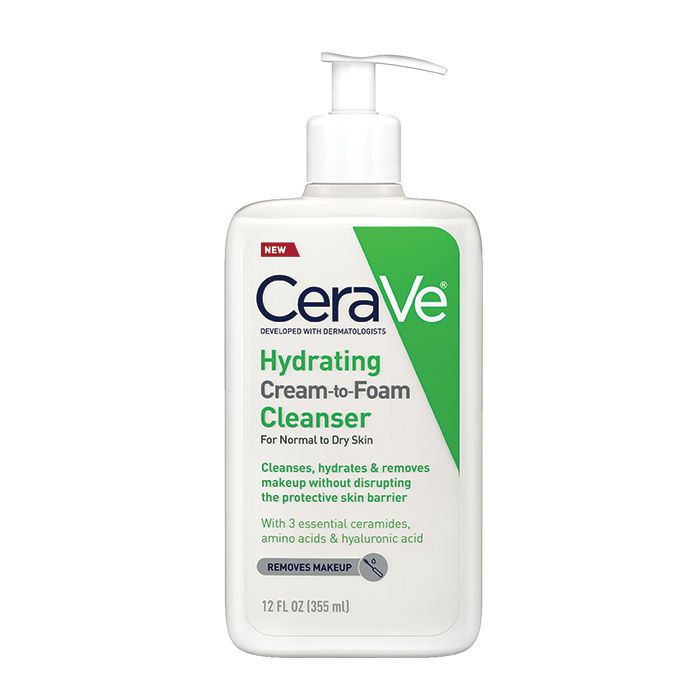 NEW
CeraVe®
DEVELOPED WITH DERMATOLOGISTS
Hydrating
Cream-to-Foam
Cleanser
For Normal to Dry Skin
Cleanses, hydrates & removes
makeup without disrupting
the protective skin barrier
With 3 essential ceramides,
amino acids & hyaluronic acid
REMOVES MAKEUP
12 FL OZ (355 ml)